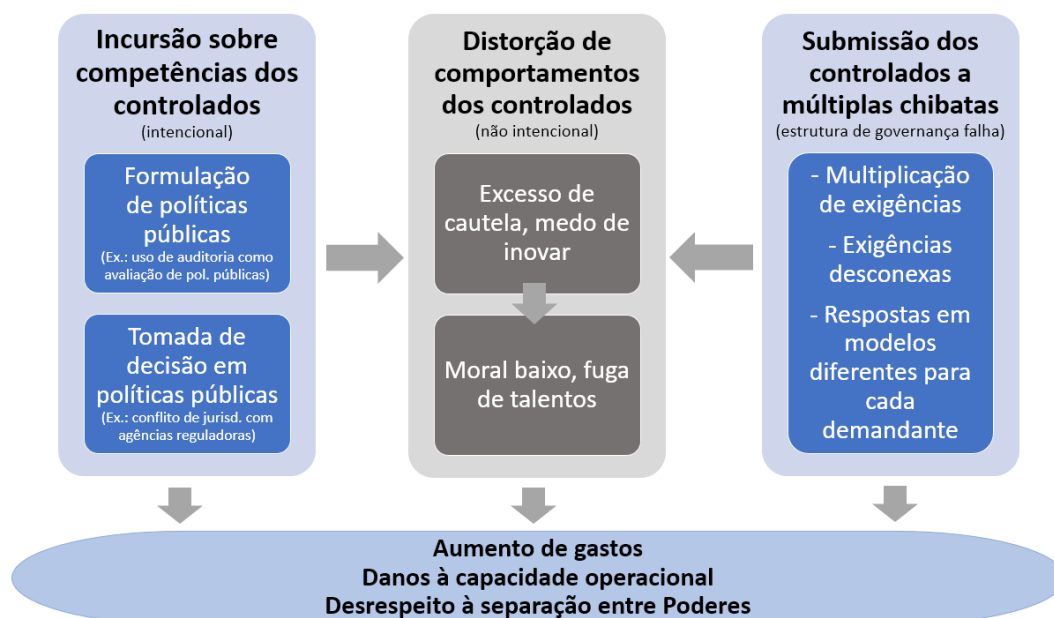 Incursão sobre
competências dos
controlados
(intencional)
Formulação
de políticas
públicas
(Ex.: uso de auditoria como
avaliação de pol. públicas)
Tomada de
decisão em
políticas públicas
(Ex.: conflito de jurisd. com
agências reguladoras)
Distorção de
comportamentos
dos controlados
(não intencional)
Excesso de
cautela, medo de
inovar
Moral baixo, fuga
de talentos
Submissão dos
controlados a
múltiplas chibatas
(estrutura de governança falha)
- Multiplicação
de exigências
- Exigências
desconexas
- Respostas em
modelos
diferentes para
cada
demandante
Aumento de gastos
Danos à capacidade operacional
Desrespeito à separação entre Poderes